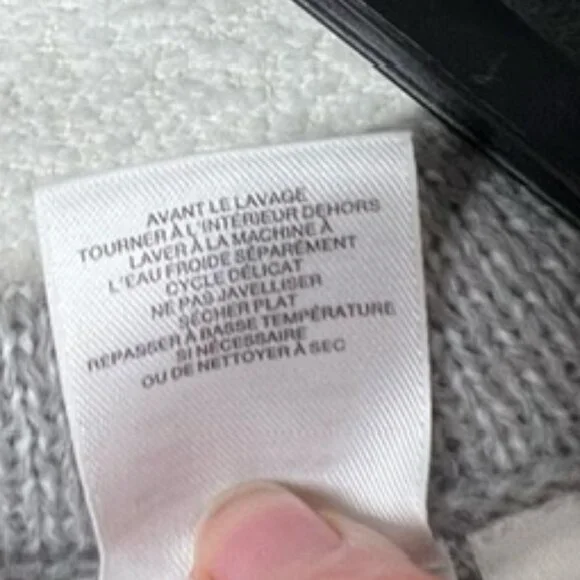 AVANT LE LAVAGE
TOURNER À L'INTÉRIEUR DEHORS
LAVER À LA MACHINE À
L'EAU FROIDE SÉPARÉMENT
CYCLE DÉLICAT
NE PAS JAVELLISER
SÉCHER PLAT
REPASSER À BASSE TEMPÉRATURE
SI NÉCESSAIRE
OU DE NETTOYER À SEC